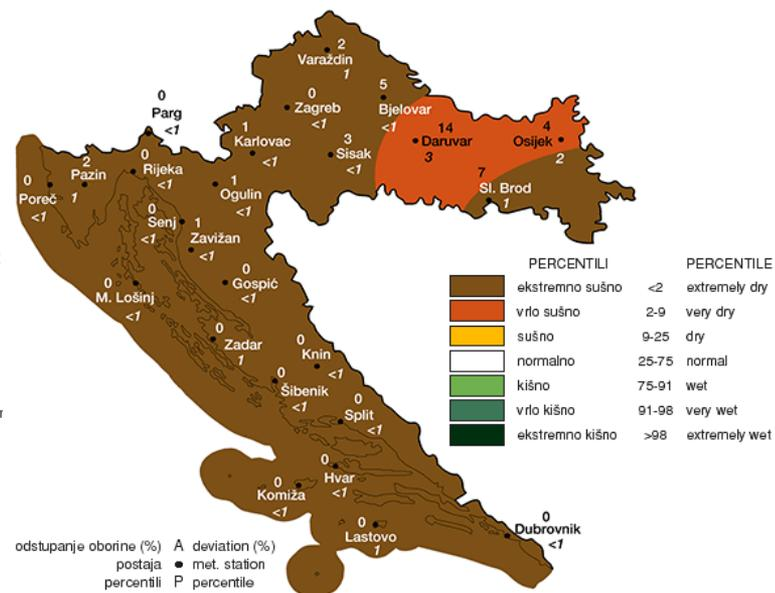 2
Varaždin
1
0
Zagreb
<1
5
Bjelovar
<1
0
Parg
<1
1
Karlovac
<1
3
Sisak
<1
14
Daruvar
3
4
Osijek
2
7
Sl. Brod
1
0
Poreč
<1
2
Pazin
1
0
Rijeka
<1
1
Ogulin
<1
0
Senj
<1
1
Zavižan
<1
0
M. Lošinj
<1
0
Gospić
<1
0
Zadar
1
0
Knin
<1
0
Šibenik
<1
0
Split
<1
0
Hvar
<1
0
Komiža
<1
0
Lastovo
1
0
Dubrovnik
<1
PERCENTILI PERCENTILE
ekstremno sušno <2 extremely dry
vrlo sušno 2-9 very dry
sušno 9-25 dry
normalno 25-75 normal
kišno 75-91 wet
vrlo kišno 91-98 very wet
ekstremno kišno >98 extremely wet
odstupanje oborine (%) A deviation (%)
postaja met. station
percentili P percentile